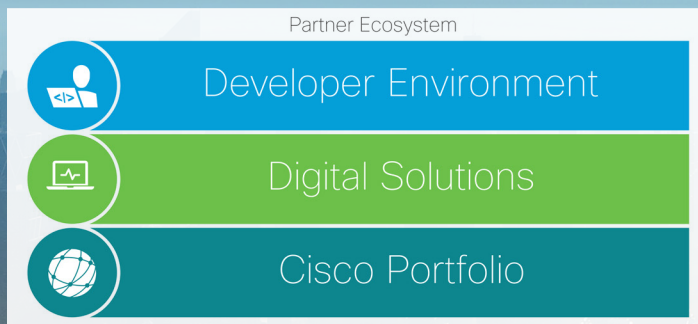 Partner Ecosystem
Developer Environment
</>
Digital Solutions
Cisco Portfolio